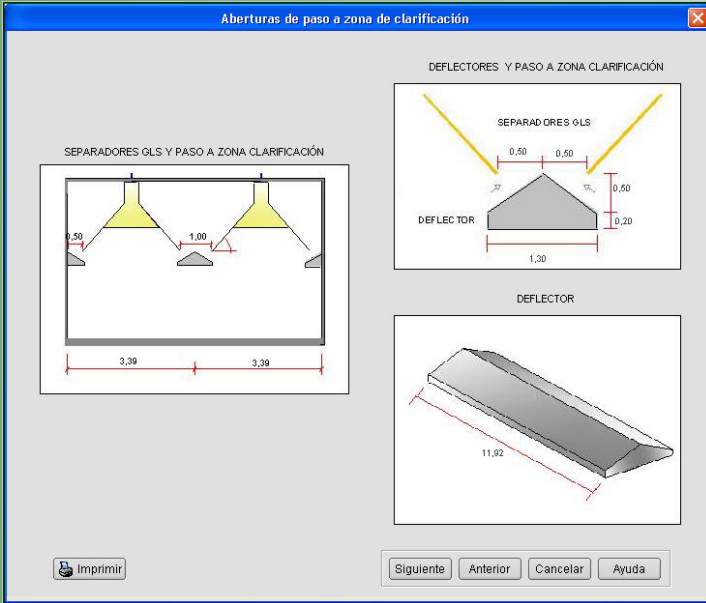 Aberturas de paso a zona de clarificación
SEPARADORES GLS Y PASO A ZONA CLARIFICACIÓN
0,50
1,00
3,39
3,39
DEFLECTORES Y PASO A ZONA CLARIFICACIÓN
SEPARADORES GLS
0,50
0,50
0,50
DEFLECTOR
0,20
1,30
DEFLECTOR
11,92
Imprimir
Siguiente
Anterior
Cancelar
Ayuda